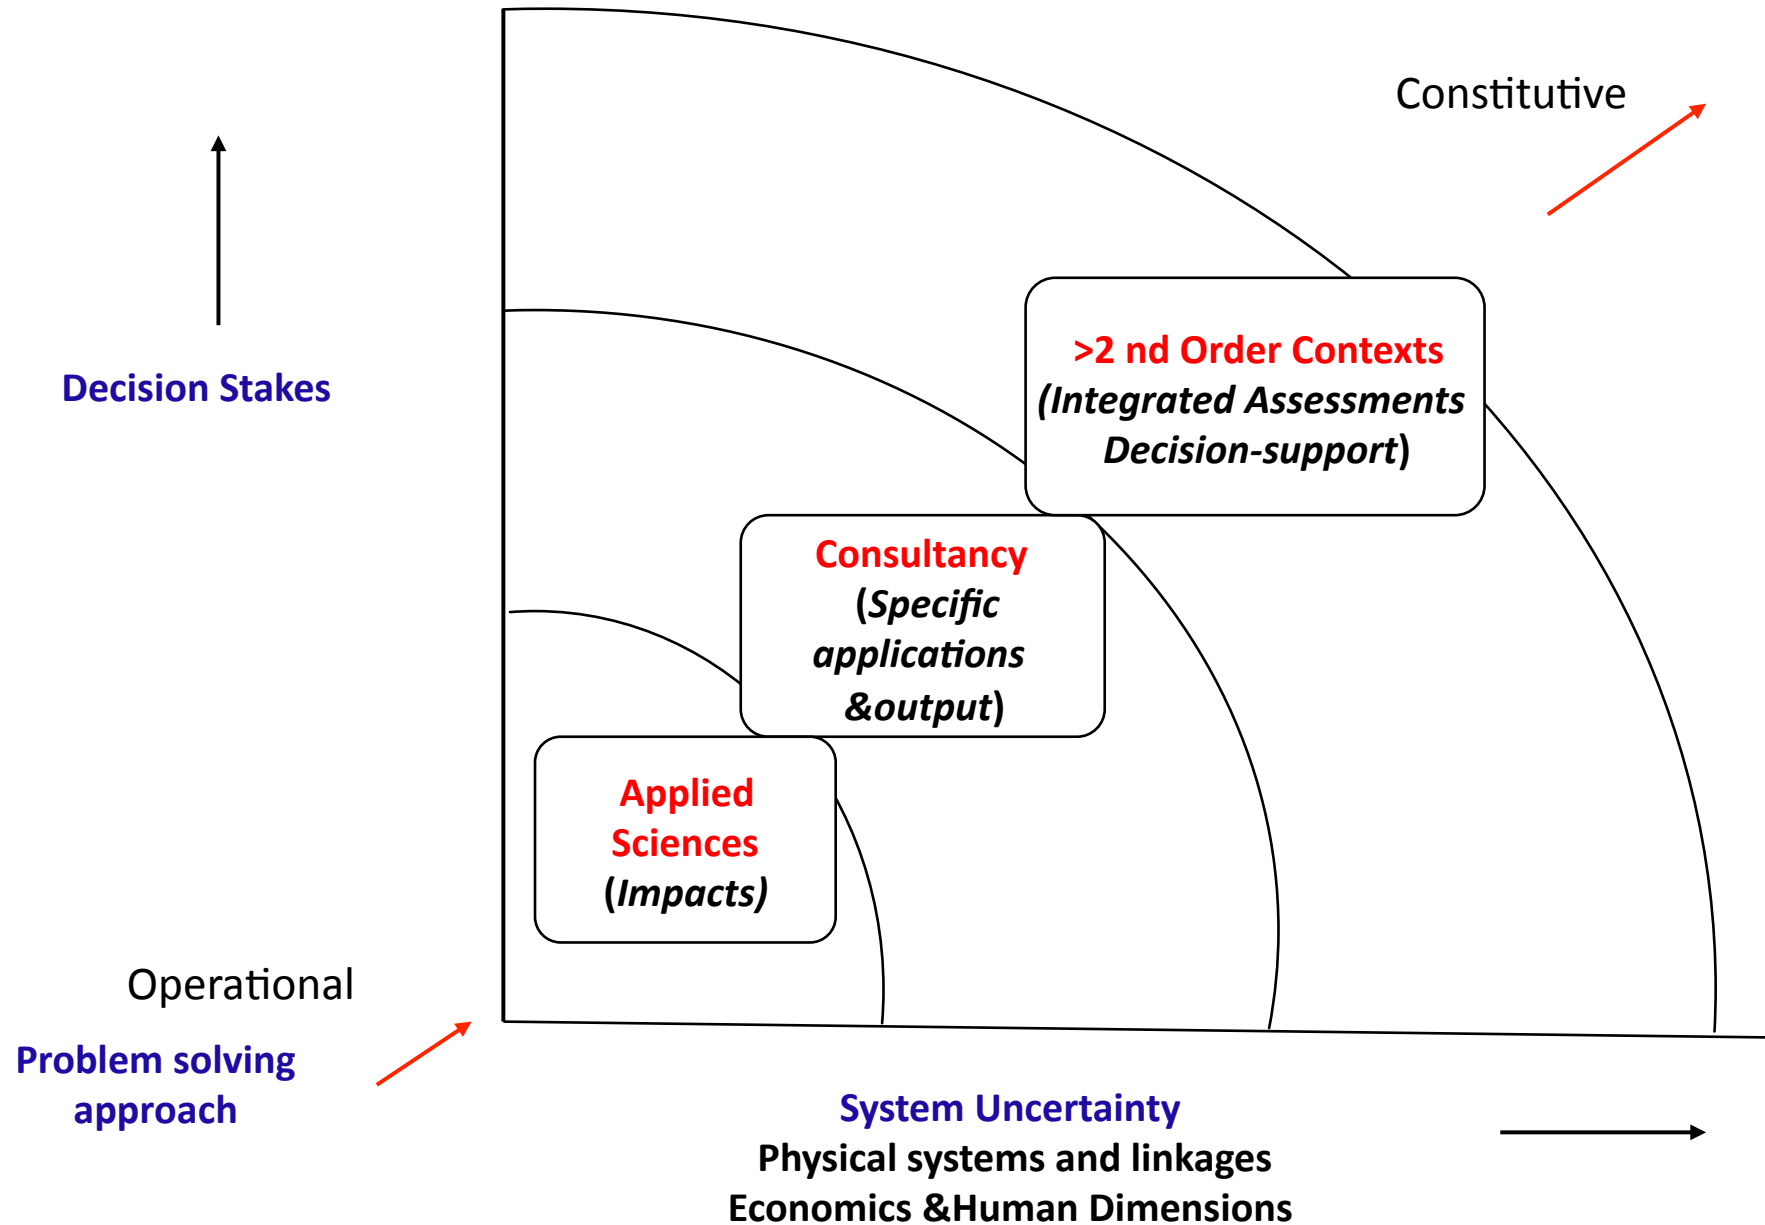 Constitutive
Decision Stakes
>2 nd Order Contexts
(Integrated Assessments
Decision-support)
Consultancy
(Specific
applications
&output)
Applied
Sciences
(Impacts)
Operational
Problem solving
approach
System Uncertainty
Physical systems and linkages
Economics &Human Dimensions